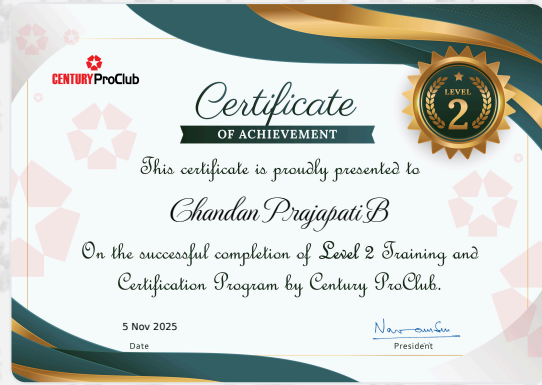 CENTURY ProClub
Certificate
OF ACHIEVEMENT
LEVEL
2
This certificate is proudly presented to
Chandan Prajapati B
On the successful completion of Level 2 Training and
Certification Program by Century ProClub.
5 Nov 2025
Date
President